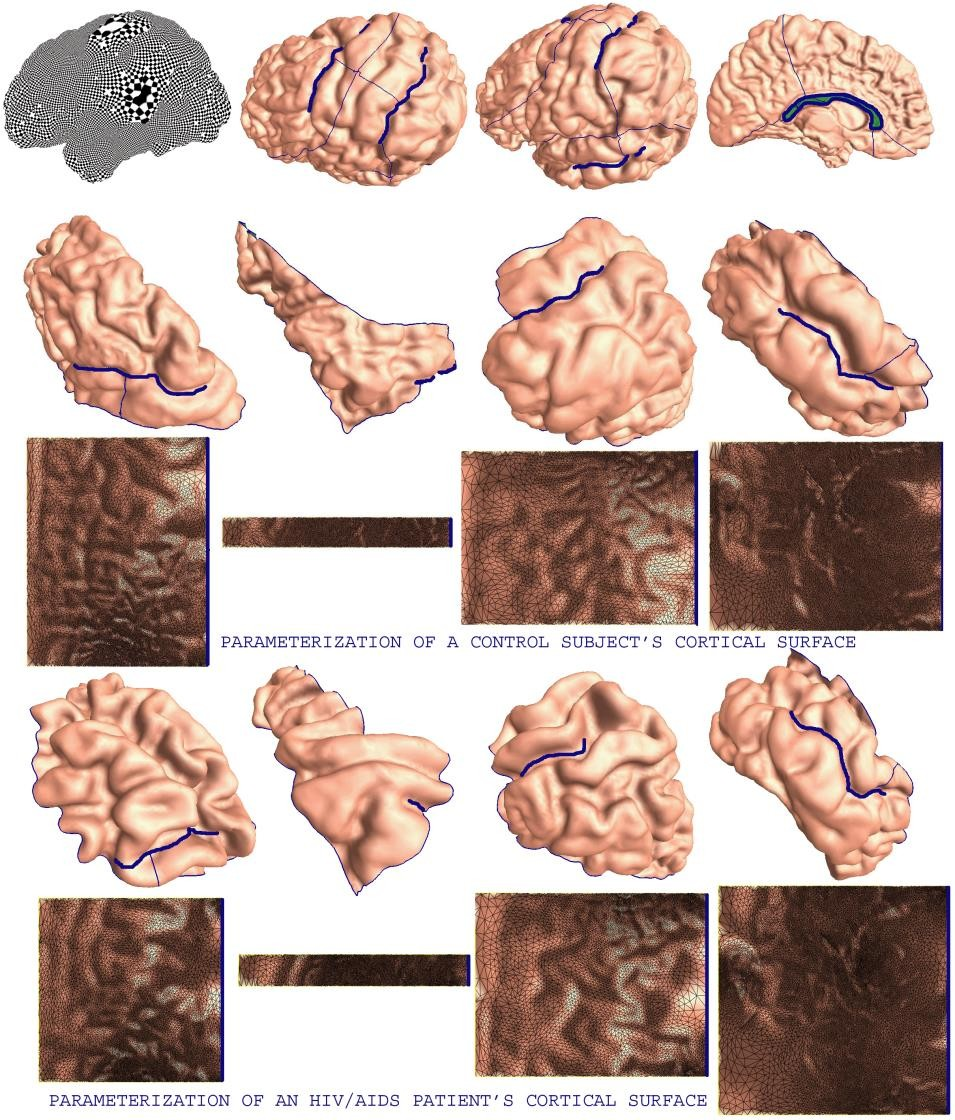 PARAMETERIZATION OF A CONTROL SUBJECT'S CORTICAL SURFACE
PARAMETERIZATION OF AN HIV/AIDS PATIENT'S CORTICAL SURFACE